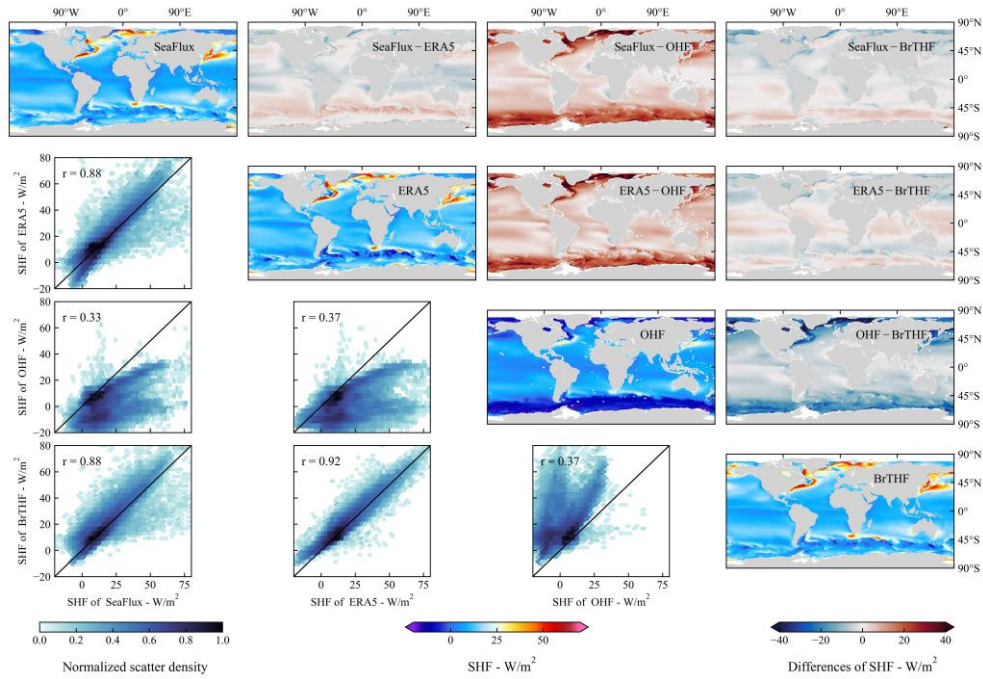 90°W 0° 90°E 90°W 0° 90°E
SeaFlux SeaFlux − ERA5 SeaFlux − OHF SeaFlux − BrTHF
90°N
45°N
0°
45°S
90°S
SHF of ERA5 - W/m²
80
60
40
20
0
−20
r = 0.88
ERA5 ERA5 − OHF ERA5 − BrTHF
90°N
45°N
0°
45°S
90°S
SHF of OHF - W/m²
80
60
40
20
0
−20
r = 0.33
r = 0.37
OHF OHF − BrTHF
90°N
45°N
0°
45°S
90°S
SHF of BrTHF - W/m²
80
60
40
20
0
−20
r = 0.88
r = 0.92
r = 0.37
BrTHF
90°N
45°N
0°
45°S
90°S
0 25 50 75 0 25 50 75 0 25 50 75
SHF of SeaFlux - W/m² SHF of ERA5 - W/m² SHF of OHF - W/m²
0.0 0.2 0.4 0.6 0.8 1.0
Normalized scatter density
0 25 50
SHF - W/m²
−40 −20 0 20 40
Differences of SHF - W/m²